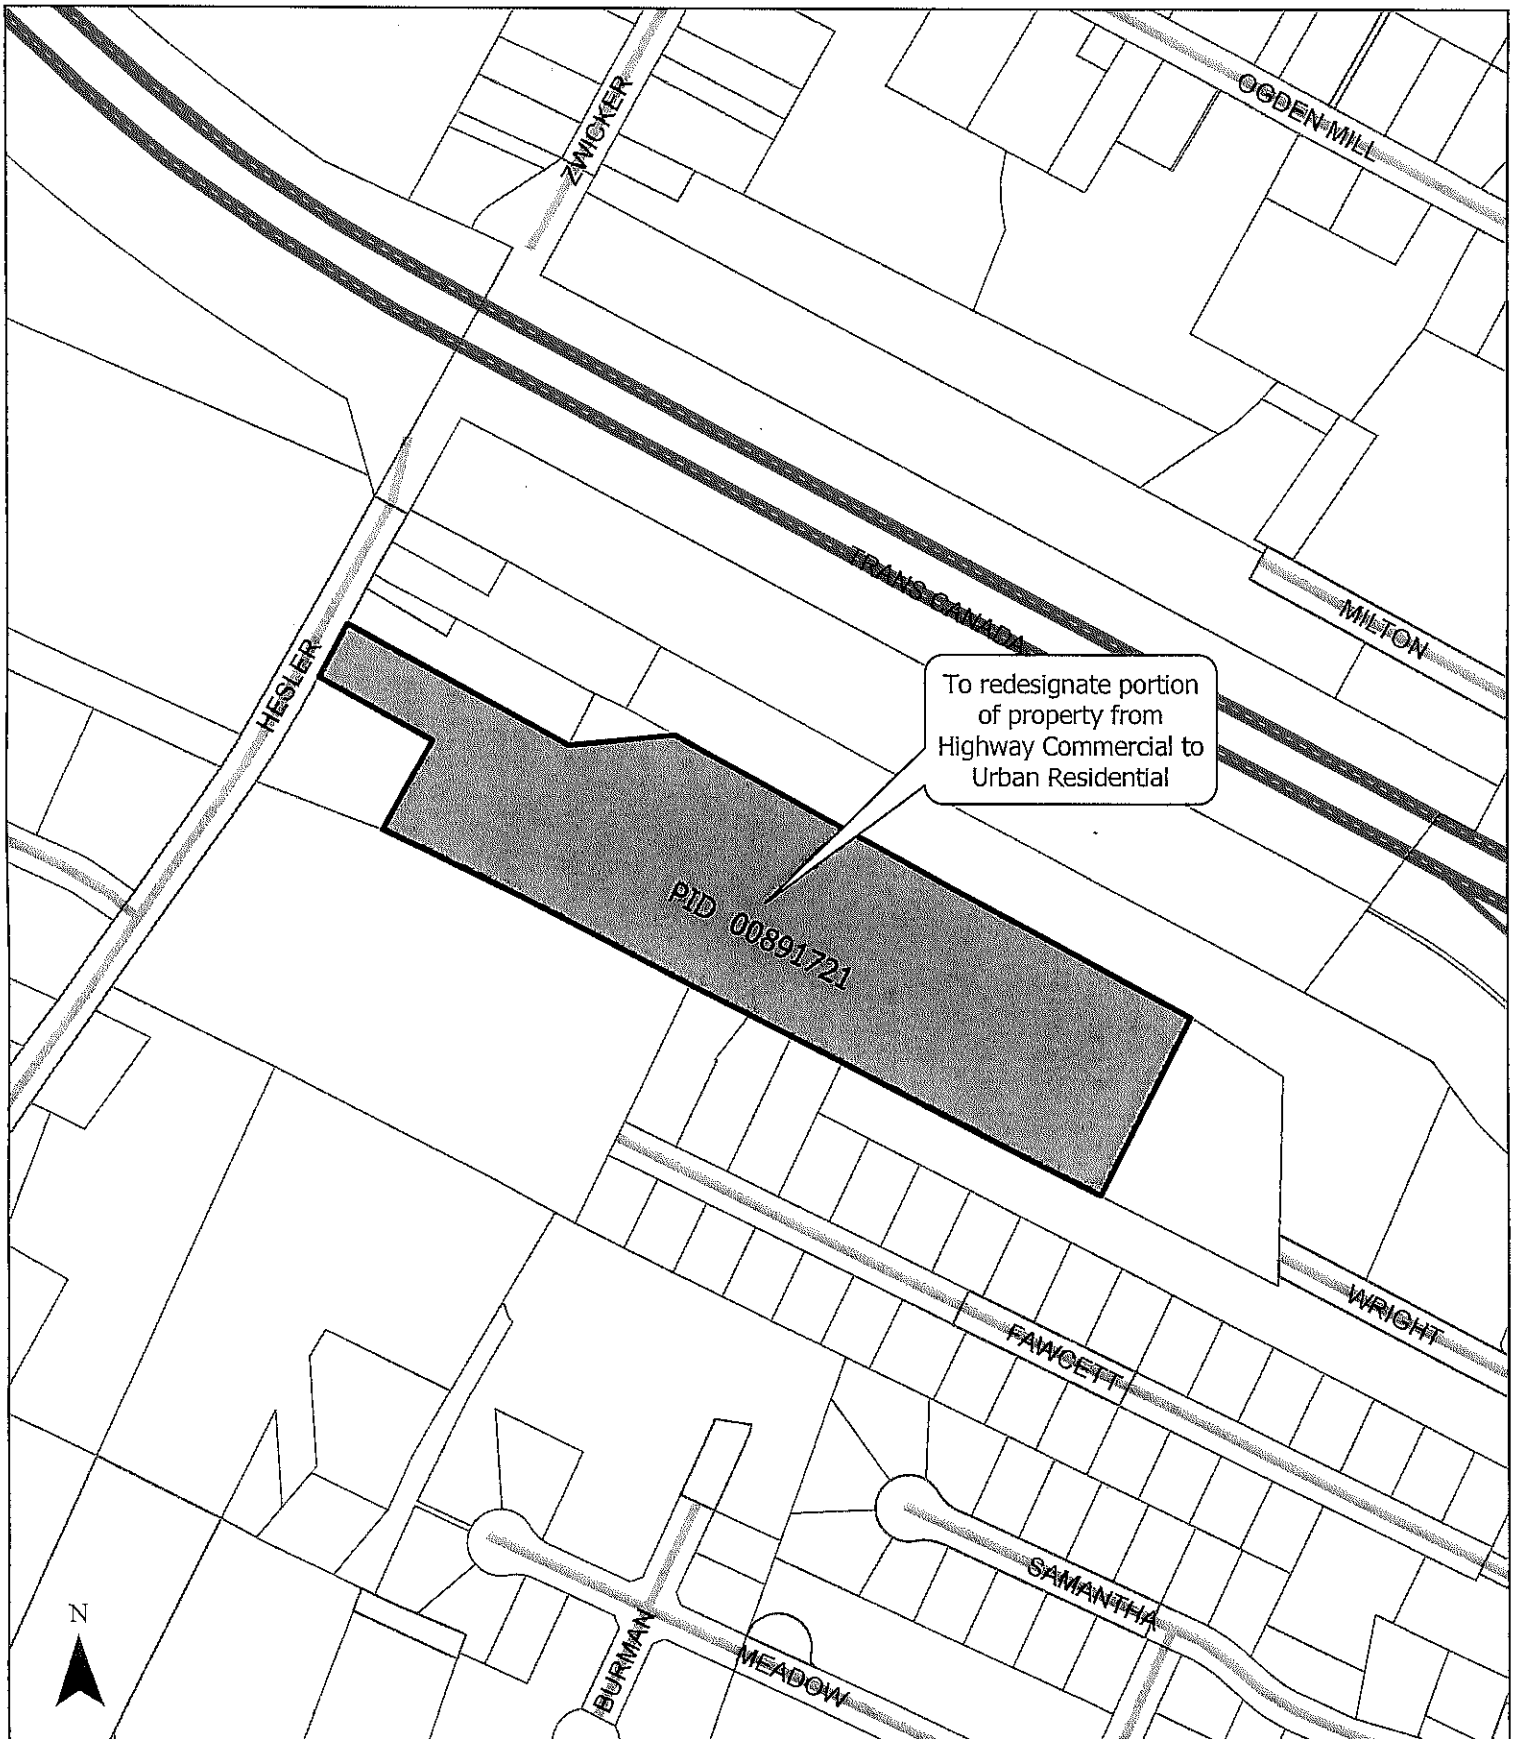 ZWICKER
OGDEN MILL
TRANS CANADA
MILTON
HESLER
To redesignate portion
of property from
Highway Commercial to
Urban Residential
PID 00891721
WRIGHT
FAWCETT
SAMANTHA
N
BURMAN
MEADOW